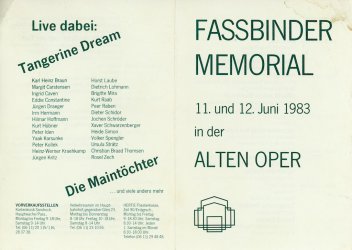 Live dabei:
Tangerine Dream
Karl Heinz Braun
Margit Carstensen
Ingrid Caven
Eddie Constantine
Jürgen Draeger
Irm Hermann
Hilmar Hoffmann
Kurt Hübner
Peter Iden
Yaak Karsunke
Peter Kollek
Heinz-Werner Kraehkamp
Jürgen Kritz
Horst Laube
Dietrich Lohmann
Brigitte Mira
Kurt Raab
Peer Raben
Dieter Schidor
Jochen Schröder
Xaver Schwarzenberger
Heide Simon
Volker Spengler
Ursula Strätz
Christian Braad Thomsen
Rosel Zech
Die Maintöchter
...und viele andere mehr
VORVERKAUFSSTELLEN
FASSBINDER
MEMORIAL
11. und 12. Juni 1983
in der
ALTEN OPER